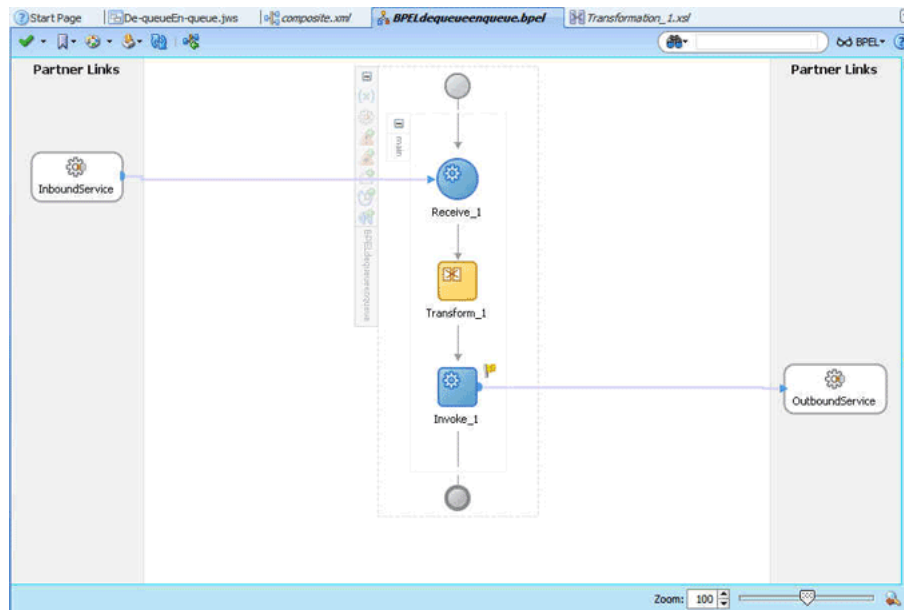 Start Page De-queueEn-queue.jws composite.xml BPELdequeueenqueue.bpel Transformation_1.xsl
BPEL
Partner Links Partner Links
main
InboundService
Receive_1
BPELdequeueenqueue
Transform_1
Invoke_1
OutboundService
Zoom: 100